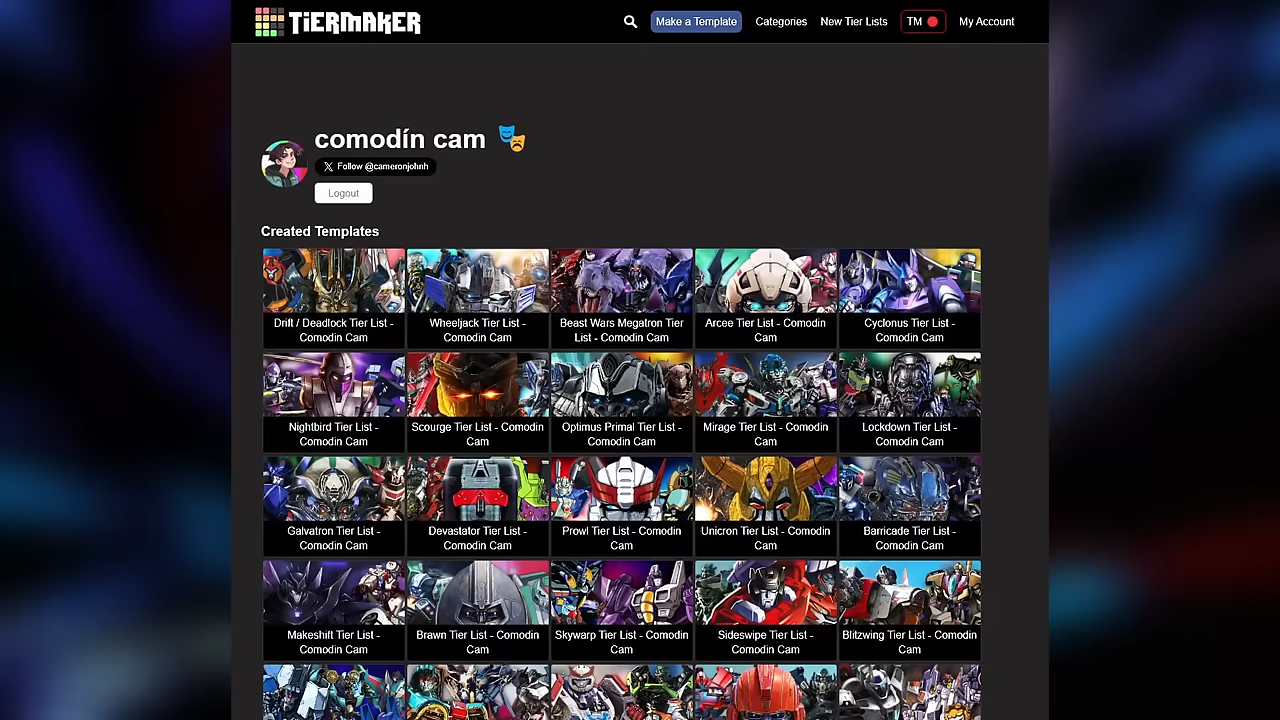 TiERMAKER
Make a Template
Categories
New Tier Lists
TM
My Account
comodín cam
Follow @cameronjohnh
Logout
Created Templates
Drift / Deadlock Tier List -
Comodin Cam
Wheeljack Tier List -
Comodin Cam
Beast Wars Megatron Tier
List - Comodin Cam
Arcee Tier List - Comodin
Cam
Cyclonus Tier List -
Comodin Cam
Nightbird Tier List -
Comodin Cam
Scourge Tier List - Comodin
Cam
Optimus Primal Tier List -
Comodin Cam
Mirage Tier List - Comodin
Cam
Lockdown Tier List -
Comodin Cam
Galvatron Tier List -
Comodin Cam
Devastator Tier List -
Comodin Cam
Prowl Tier List - Comodin
Cam
Unicron Tier List - Comodin
Cam
Barricade Tier List -
Comodin Cam
Makeshift Tier List -
Comodin Cam
Brawn Tier List - Comodin
Cam
Skywarp Tier List - Comodin
Cam
Sideswipe Tier List -
Comodin Cam
Blitzwing Tier List - Comodin
Cam